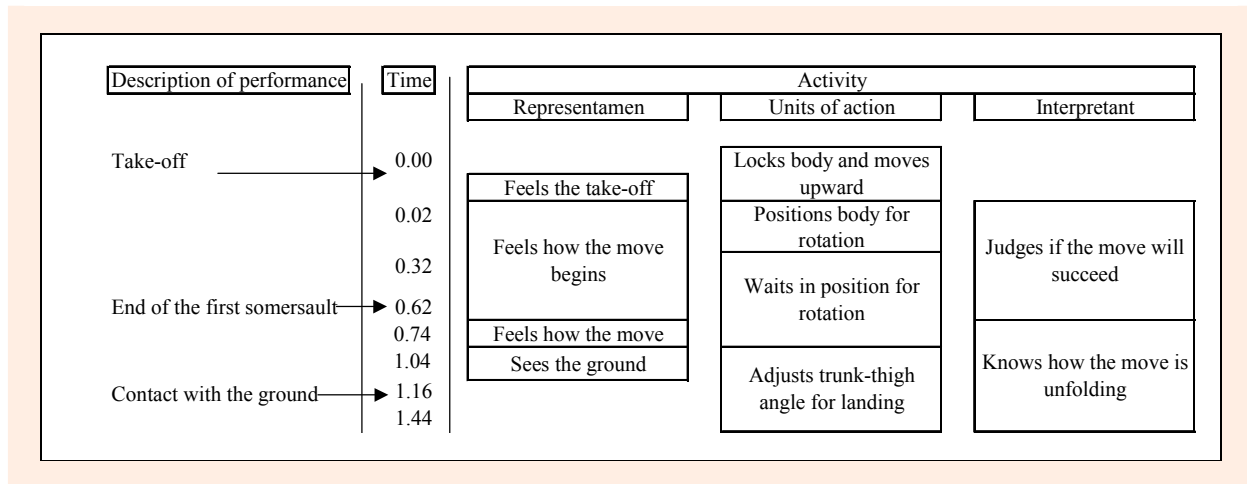 Description of performance Time Activity
Representamen Units of action Interpretant
Take-off 0.00 Locks body and moves
upward
Feels the take-off
0.02 Positions body for
rotation
Feels how the move
begins
Judges if the move will
succeed
0.32
Waits in position for
rotation
End of the first somersault 0.62
0.74 Feels how the move
1.04 Sees the ground
Knows how the move is
unfolding
Adjusts trunk-thigh
angle for landing
Contact with the ground 1.16
1.44